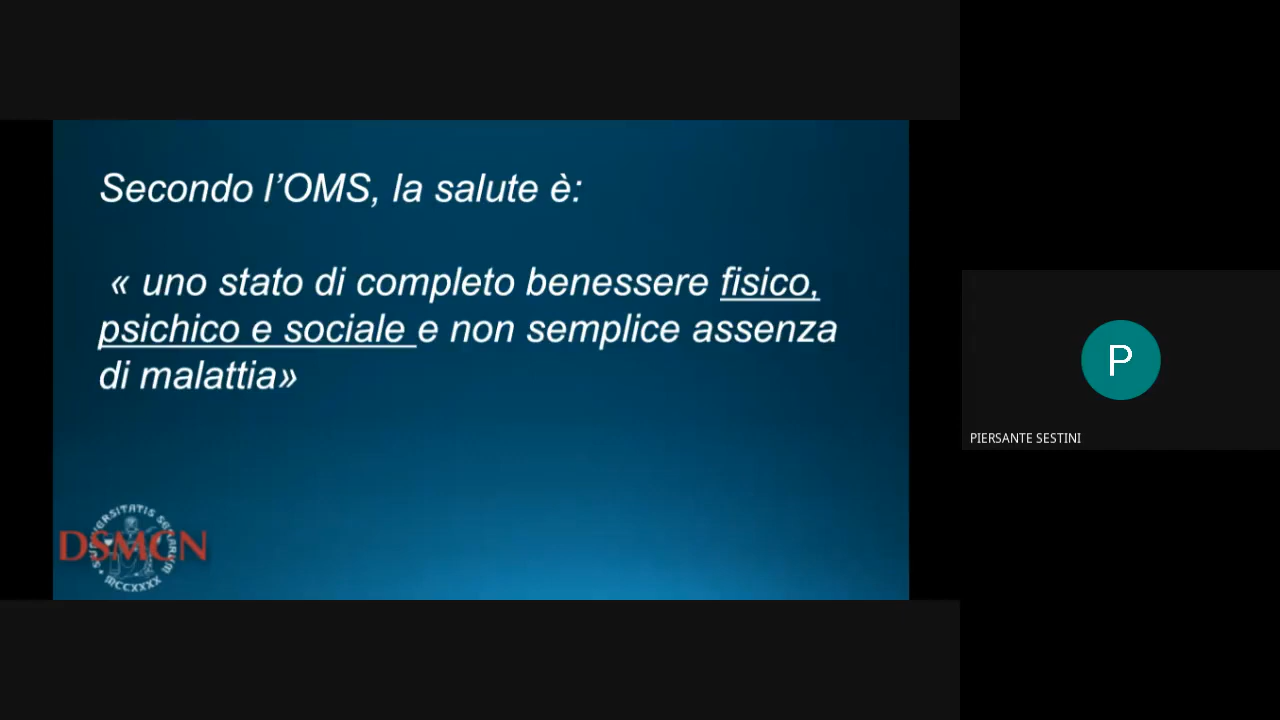 Secondo l’OMS, la salute è:
« uno stato di completo benessere fisico,
psichico e sociale e non semplice assenza
di malattia»
DSMCN
MCCXXXX
P
PIERSANTE SESTINI